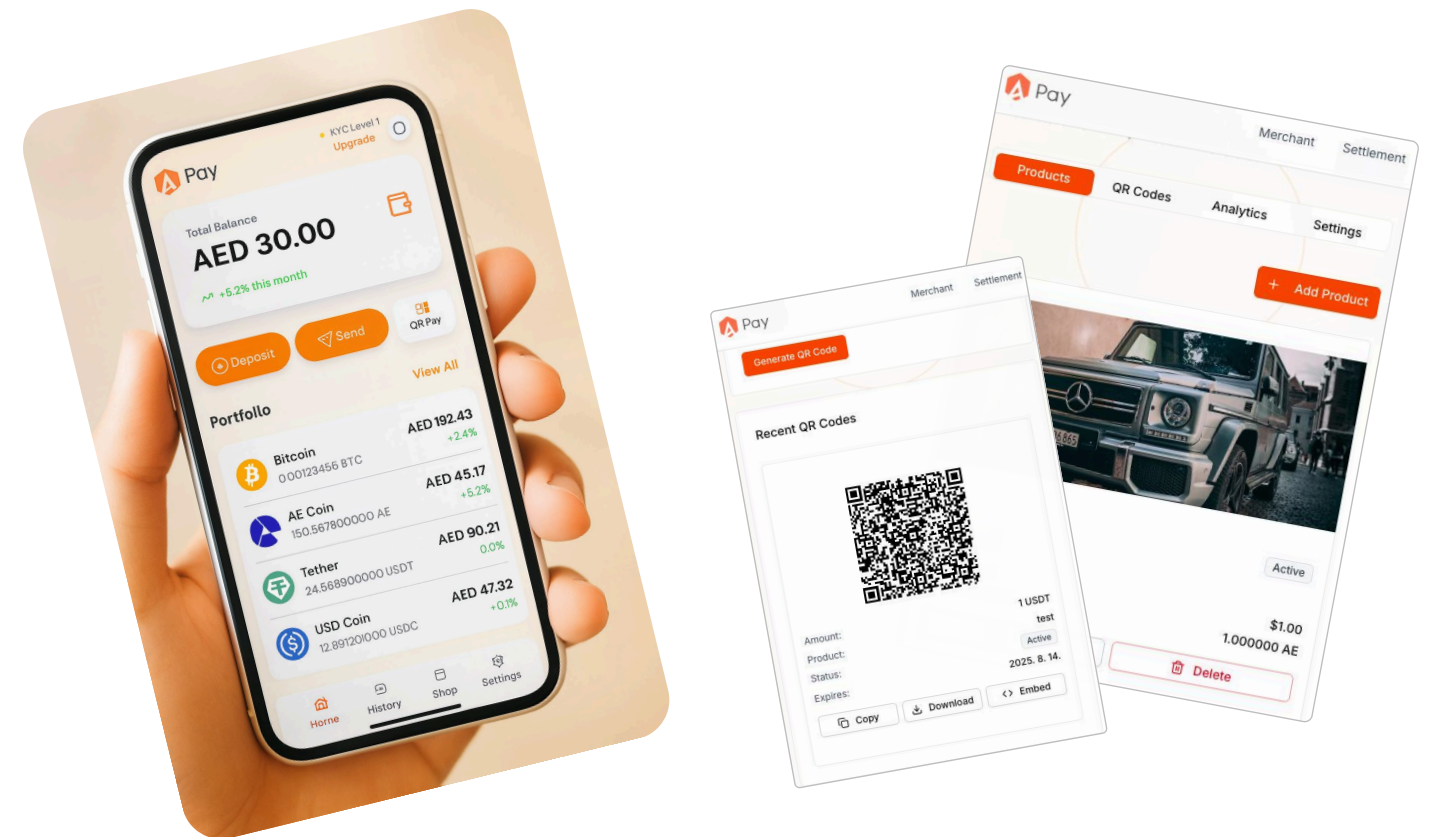 KYC Level 1
Upgrade
Pay
Total Balance
AED 30.00
+5.2% this month
Deposit
Send
QR Pay
View All
Portfollo
Bitcoin
AED 192.43
0 00123456 BTC
+2.4%
AE Coin
AED 45.17
150.567800000 AE
+5.2%
Tether
AED 90.21
24.568900000 USDT
0.0%
USD Coin
AED 47.32
12.89120I000 USDC
+0.1%
Horne
History
Shop
Settings
Pay
Merchant
Settlement
Generate QR Code
Recent QR Codes
Amount:
1 USDT
Product:
test
Status:
Active
Expires:
2025. 8. 14.
Copy
Download
Embed
Pay
Merchant
Settlement
Products
QR Codes
Analytics
Settings
+ Add Product
Active
$1.00
1.000000 AE
Delete